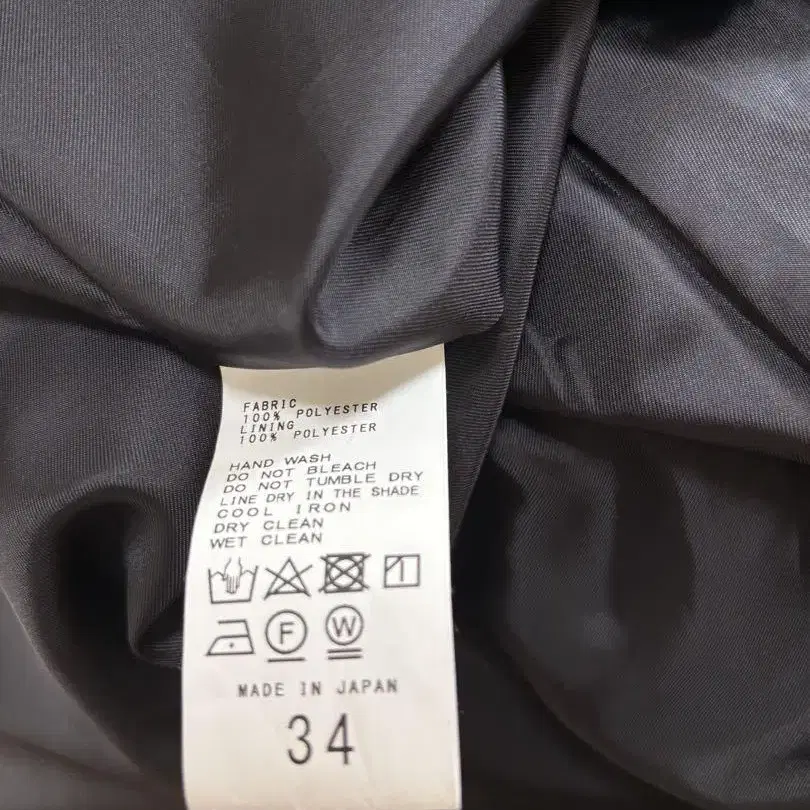 FABRIC
100% POLYESTER
LINING
100% POLYESTER
HAND WASH
DO NOT BLEACH
DO NOT TUMBLE DRY
LINE DRY IN THE SHADE
COOL IRON
DRY CLEAN
WET CLEAN
F W
MADE IN JAPAN
34